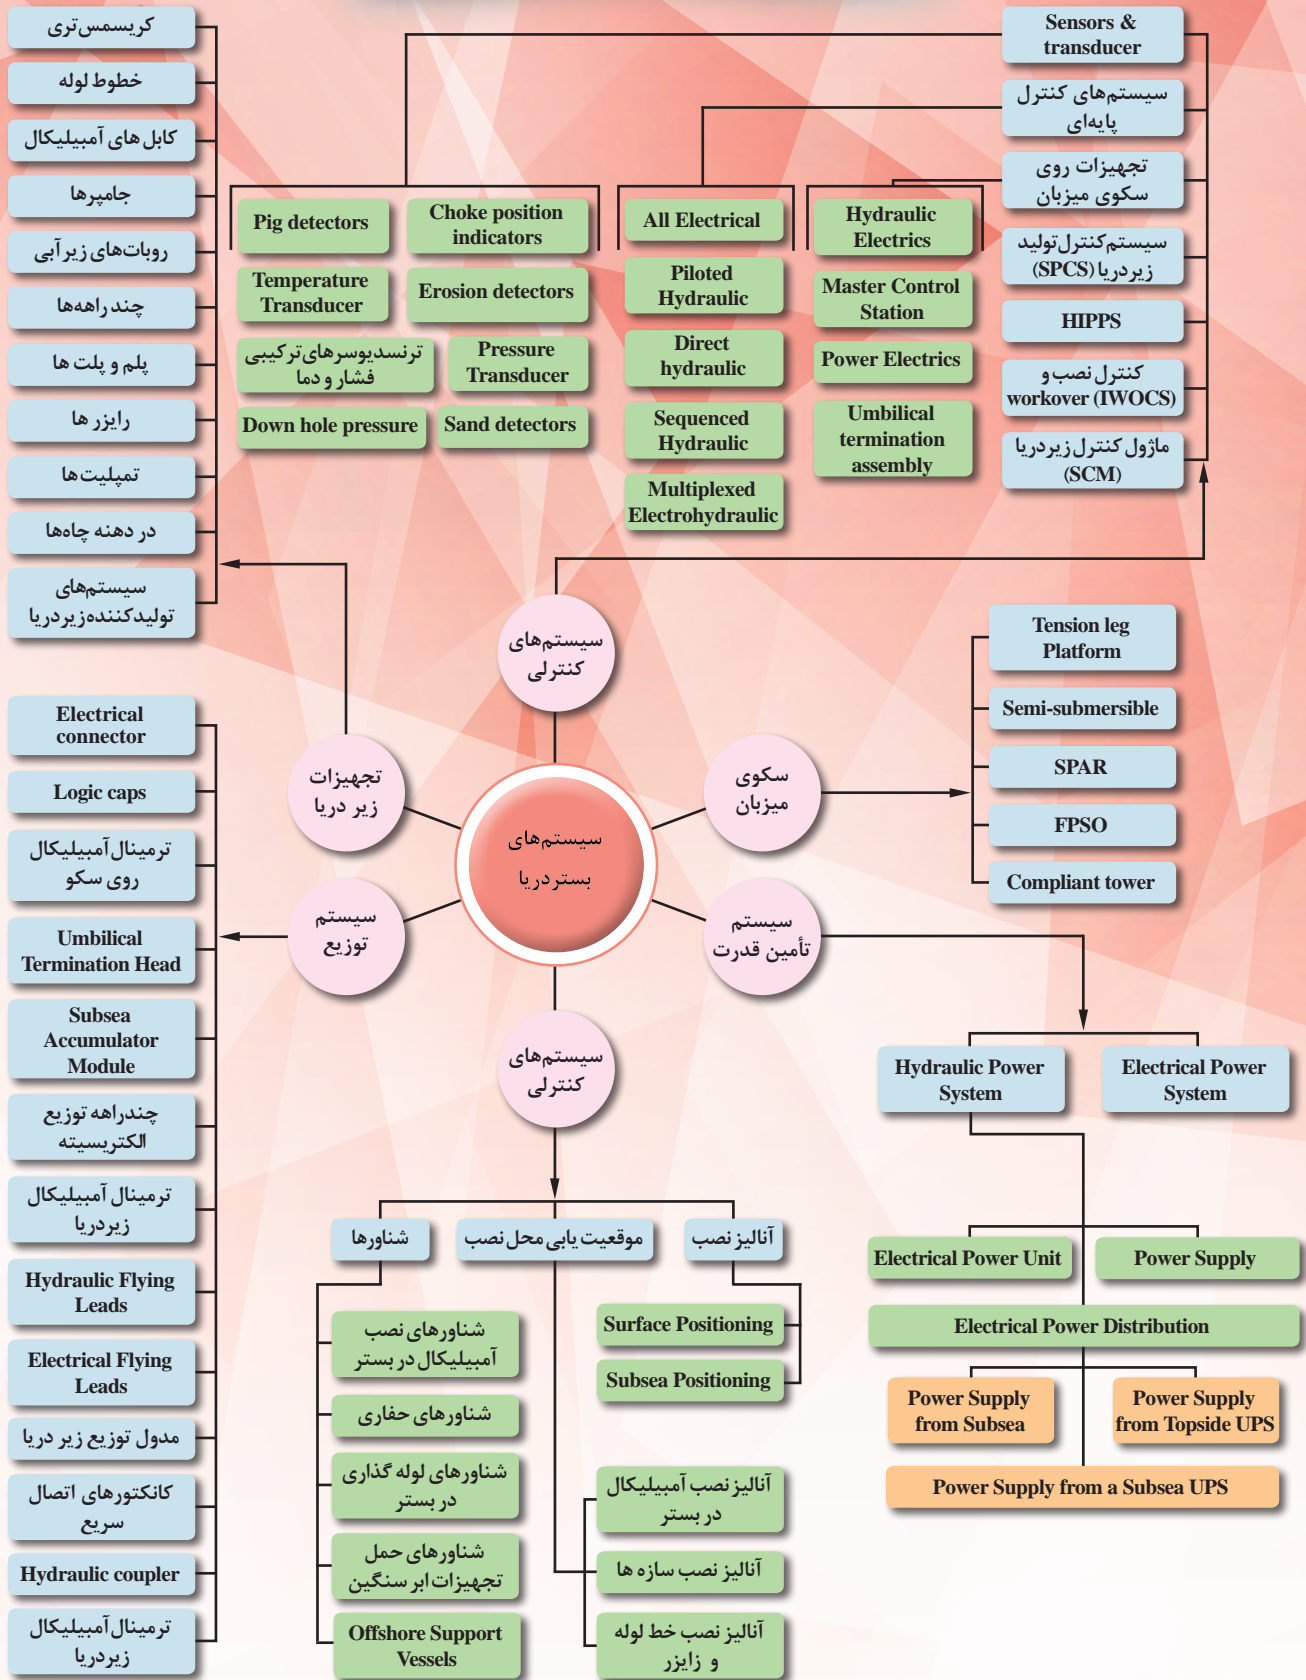 کریسمس‌تری
خطوط لوله
کابل های آمبیلیکال
جامپرها
روبات‌های زیرآبی
چند راهه‌ها
پلم و پلت ها
رایزر ها
تمپلیت‌ها
در دهنه چاه‌ها
سیستم‌های
تولیدکننده زیردریا
Sensors &
transducer
سیستم‌های کنترل
پایه‌ای
تجهیزات روی
سکوی میزبان
سیستم کنترل تولید
زیردریا (SPCS)
HIPPS
کنترل نصب و
workover (IWOCS)
ماژول کنترل زیردریا
(SCM)
Pig detectors
Choke position
indicators
Temperature
Transducer
Erosion detectors
ترنسدیوسرهای ترکیبی
فشار و دما
Pressure
Transducer
Down hole pressure
Sand detectors
All Electrical
Piloted
Hydraulic
Direct
hydraulic
Sequenced
Hydraulic
Multiplexed
Electrohydraulic
Hydraulic
Electrics
Master Control
Station
Power Electrics
Umbilical
termination
assembly
سیستم‌های
کنترلی
تجهیزات
زیر دریا
سکوی
میزبان
سیستم‌های
بستر دریا
سیستم
توزیع
سیستم
تأمین قدرت
سیستم‌های
کنترلی
Tension leg
Platform
Semi-submersible
SPAR
FPSO
Compliant tower
Electrical
connector
Logic caps
ترمینال آمبیلیکال
روی سکو
Umbilical
Termination Head
Subsea
Accumulator
Module
چندراهه توزیع
الکتریسیته
ترمینال آمبیلیکال
زیردریا
Hydraulic Flying
Leads
Electrical Flying
Leads
مدول توزیع زیر دریا
کانکتورهای اتصال
سریع
Hydraulic coupler
ترمینال آمبیلیکال
زیردریا
Hydraulic Power
System
Electrical Power
System
Electrical Power Unit
Power Supply
Electrical Power Distribution
Power Supply
from Subsea
Power Supply
from Topside UPS
Power Supply from a Subsea UPS
شناورها
موقعیت یابی محل نصب
آنالیز نصب
شناورهای نصب
آمبیلیکال در بستر
شناورهای حفاری
شناورهای لوله گذاری
در بستر
شناورهای حمل
تجهیزات ابر سنگین
Offshore Support
Vessels
Surface Positioning
Subsea Positioning
آنالیز نصب آمبیلیکال
در بستر
آنالیز نصب سازه ها
آنالیز نصب خط لوله
و زایزر